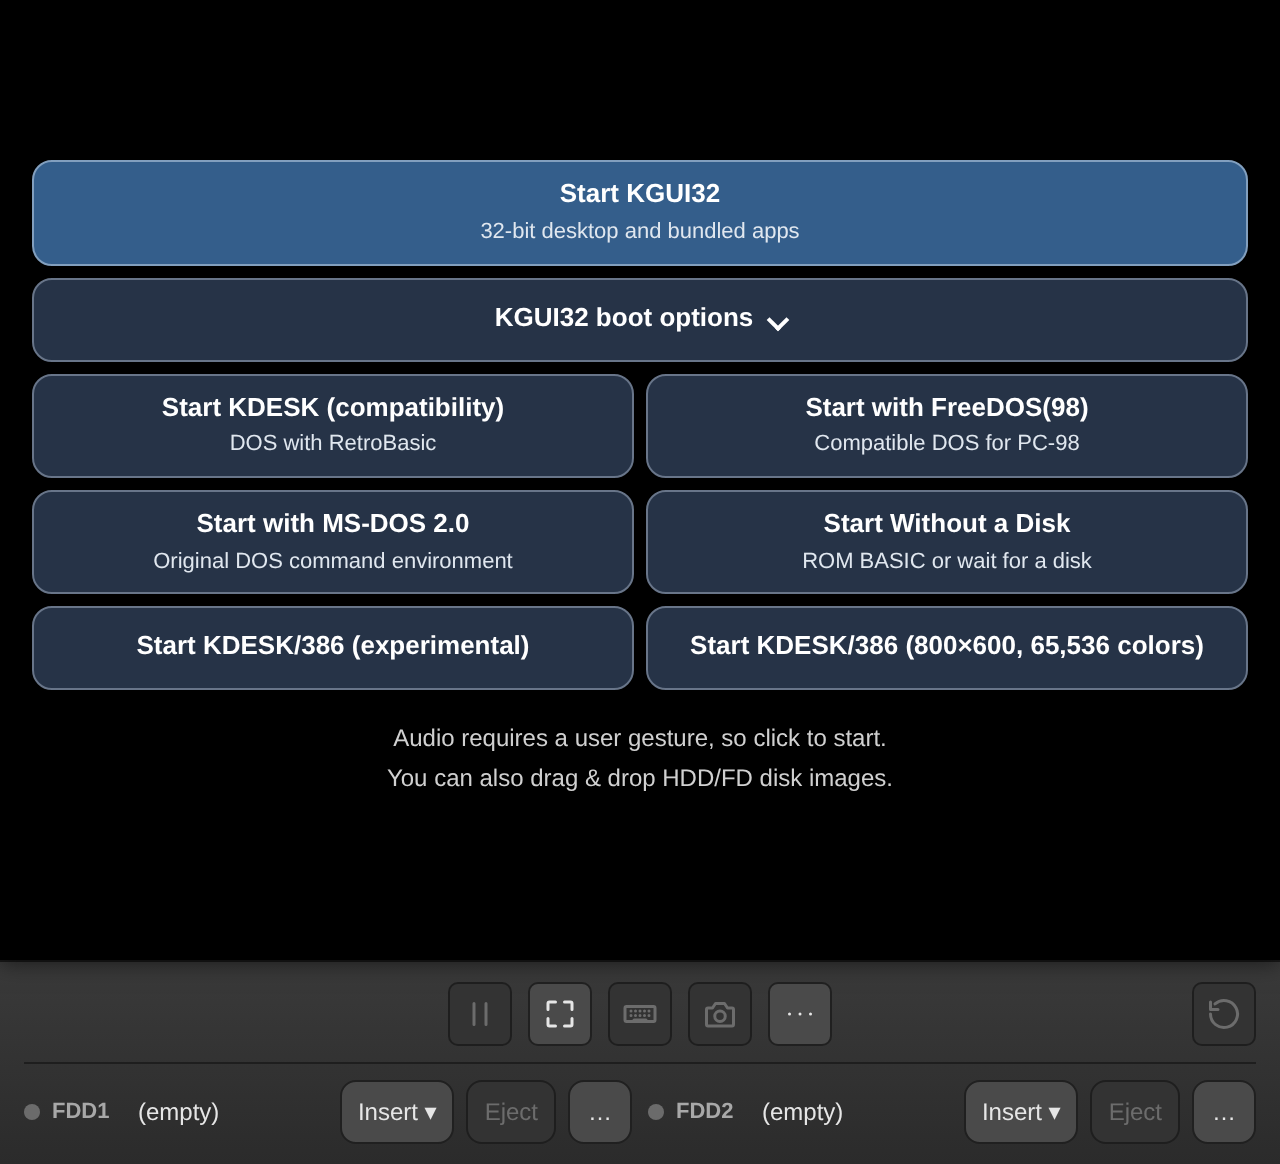 Start KGUI32
32-bit desktop and bundled apps
KGUI32 boot options
Start KDESK (compatibility)
DOS with RetroBasic
Start with FreeDOS(98)
Compatible DOS for PC-98
Start with MS-DOS 2.0
Original DOS command environment
Start Without a Disk
ROM BASIC or wait for a disk
Start KDESK/386 (experimental)
Start KDESK/386 (800×600, 65,536 colors)
Audio requires a user gesture, so click to start.
You can also drag & drop HDD/FD disk images.
FDD1 (empty) Insert ▾ Eject ... FDD2 (empty) Insert ▾ Eject ...